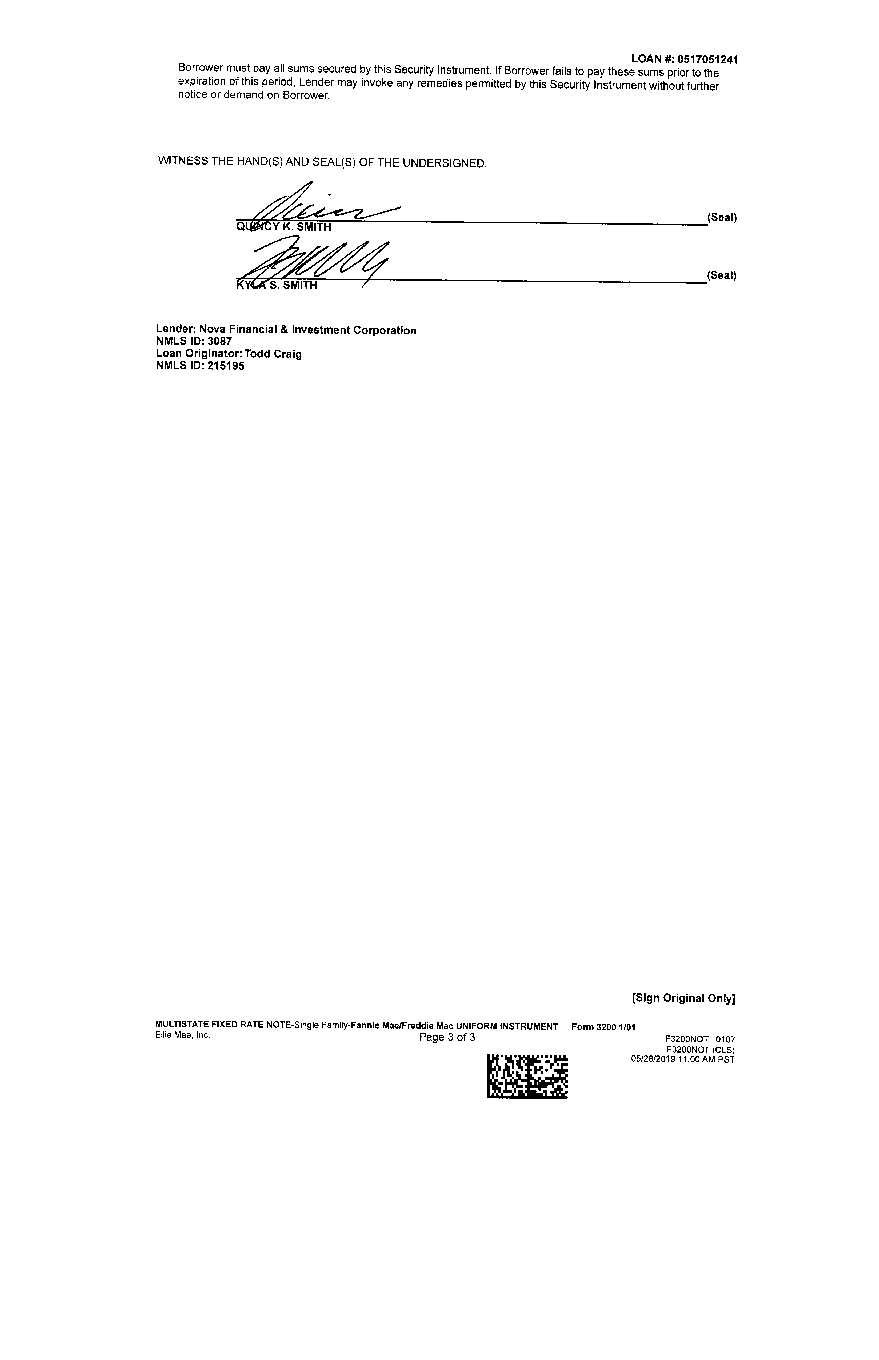 LOAN #: 0517051241
Borrower must pay all sums secured by this Security Instrument. If Borrower fails to pay these sums prior to the
expiration of this period, Lender may invoke any remedies permitted by this Security Instrument without further
notice or demand on Borrower.
WITNESS THE HAND(S) AND SEAL(S) OF THE UNDERSIGNED.
(Seal)
QUINCY K. SMITH
(Seal)
KYLA S. SMITH
Lender: Nova Financial & Investment Corporation
NMLS ID: 3087
Loan Originator: Todd Craig
NMLS ID: 215195
[Sign Original Only]
MULTISTATE FIXED RATE NOTE-Single Family-Fannie Mae/Freddie Mac UNIFORM INSTRUMENT Form 3200 1/01
Ellie Mae, Inc. Page 3 of 3 F3200NOT 0107
F3200NOT (CLS)
05/28/2019 11:00 AM PST